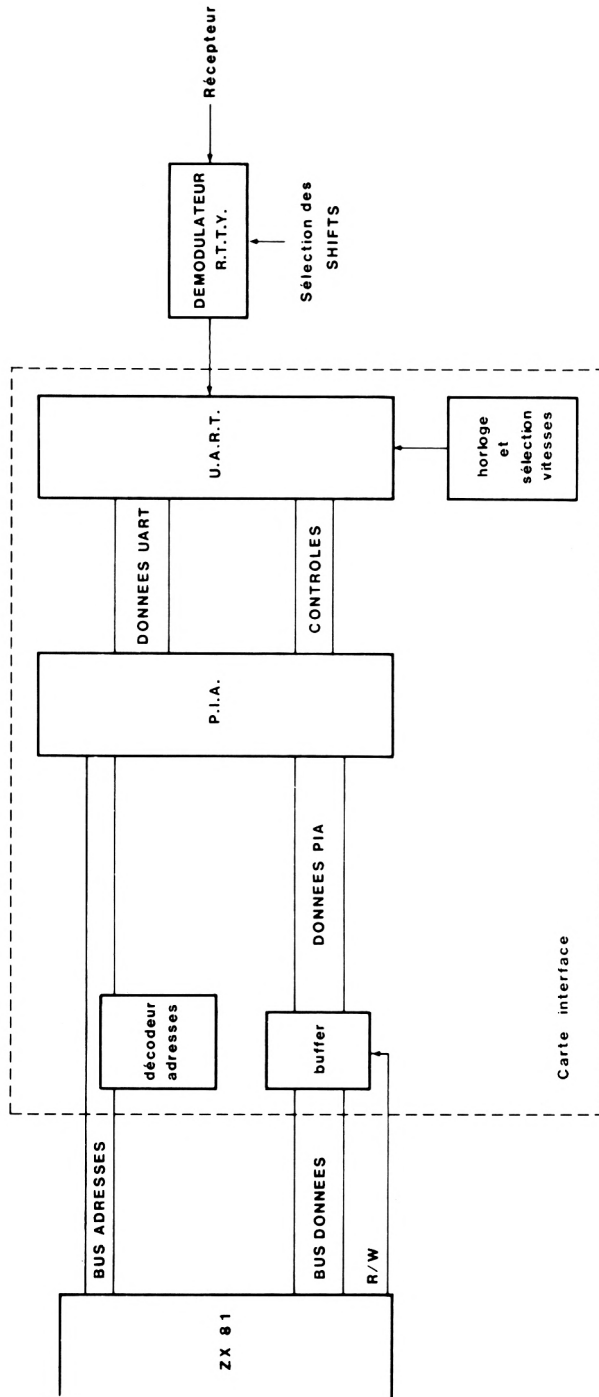 ZX 81
BUS ADRESSES
BUS DONNEES
R/W
décodeur
adresses
buffer
DONNEES PIA
P.I.A.
DONNEES UART
CONTROLES
U.A.R.T.
horloge
et
sélection
vitesses
Carte interface
DEMODULATEUR
R.T.T.Y.
Sélection des
SHIFTS
Récepteur